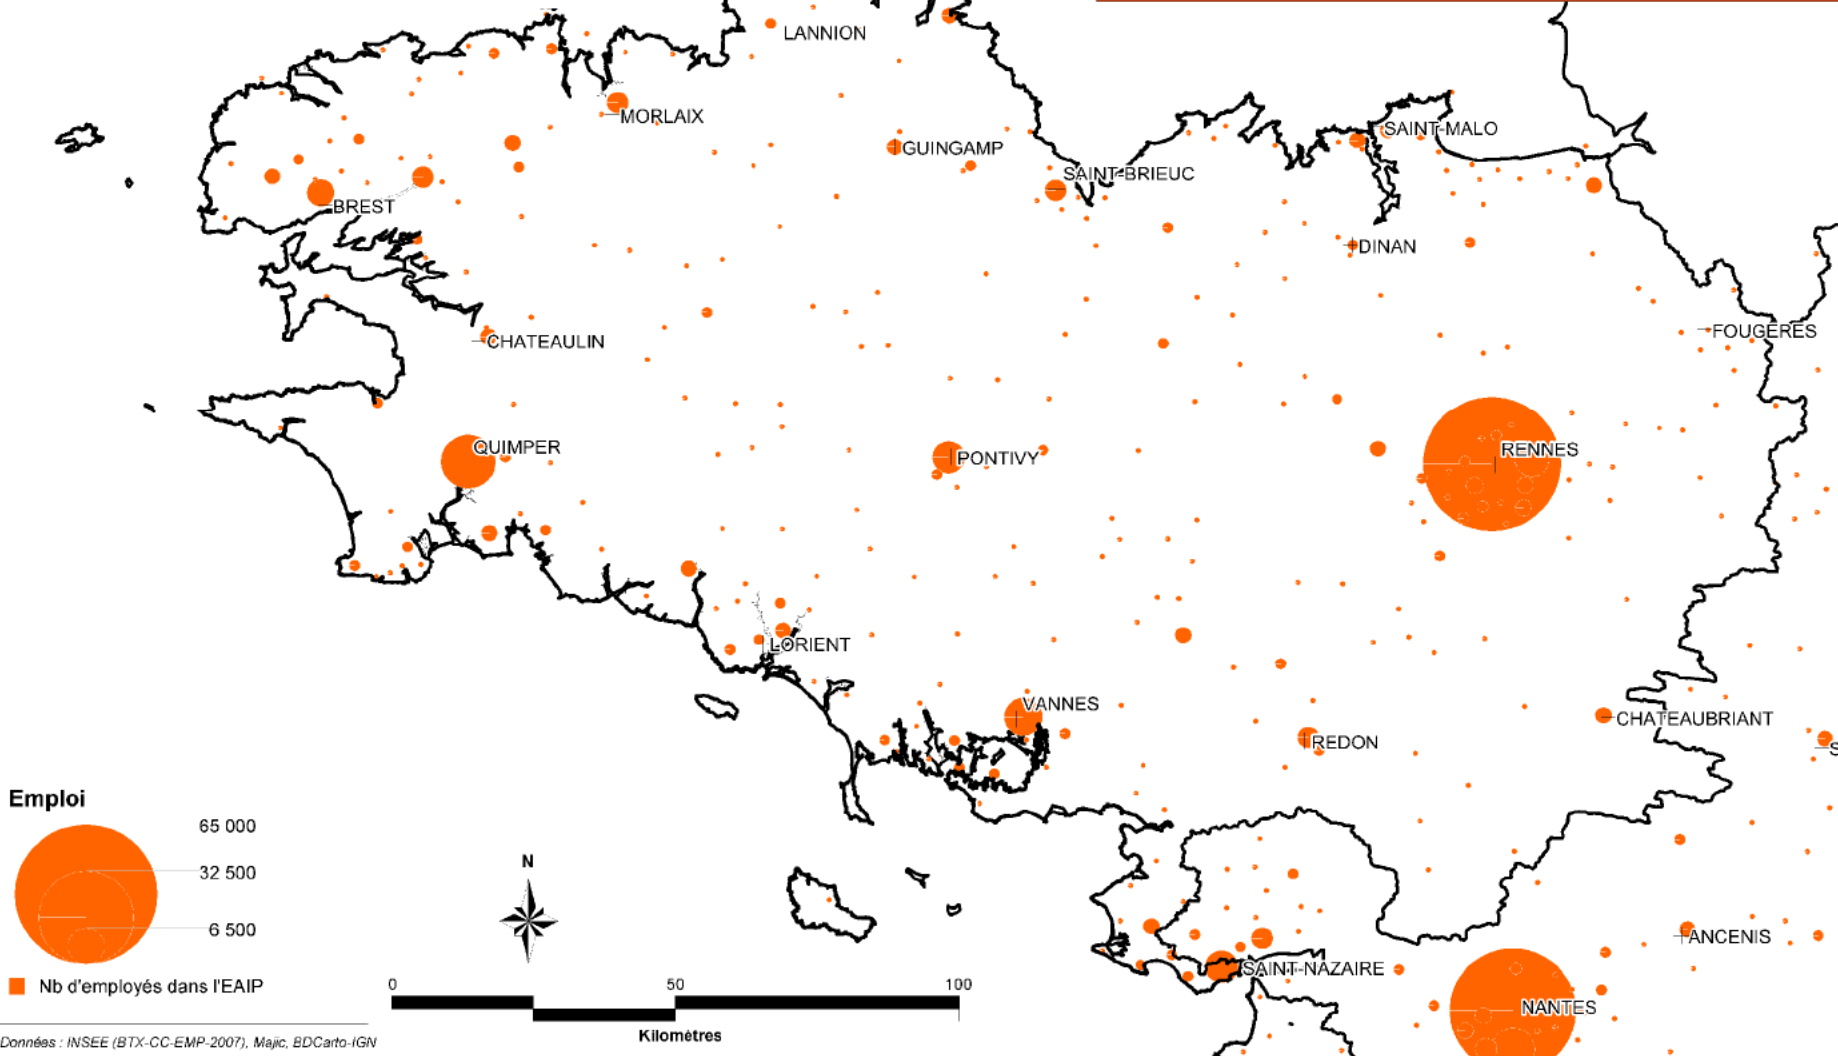 LANNION
MORLAIX
SAINT-MALO
GUINGAMP
SAINT-BRIEUC
BREST
DINAN
FOUGERES
CHATEAULIN
QUIMPER
RENNES
PONTIVY
LORIENT
VANNES
CHATEAUBRIANT
REDON
S
Emploi
65 000
32 500
6 500
N
ANCENIS
SAINT-NAZAIRE
Nb d'employés dans l'EAIP
0 50 100
NANTES
Kilomètres
Données : INSEE (BTX-CC-EMP-2007), Majic, BDCarto-IGN